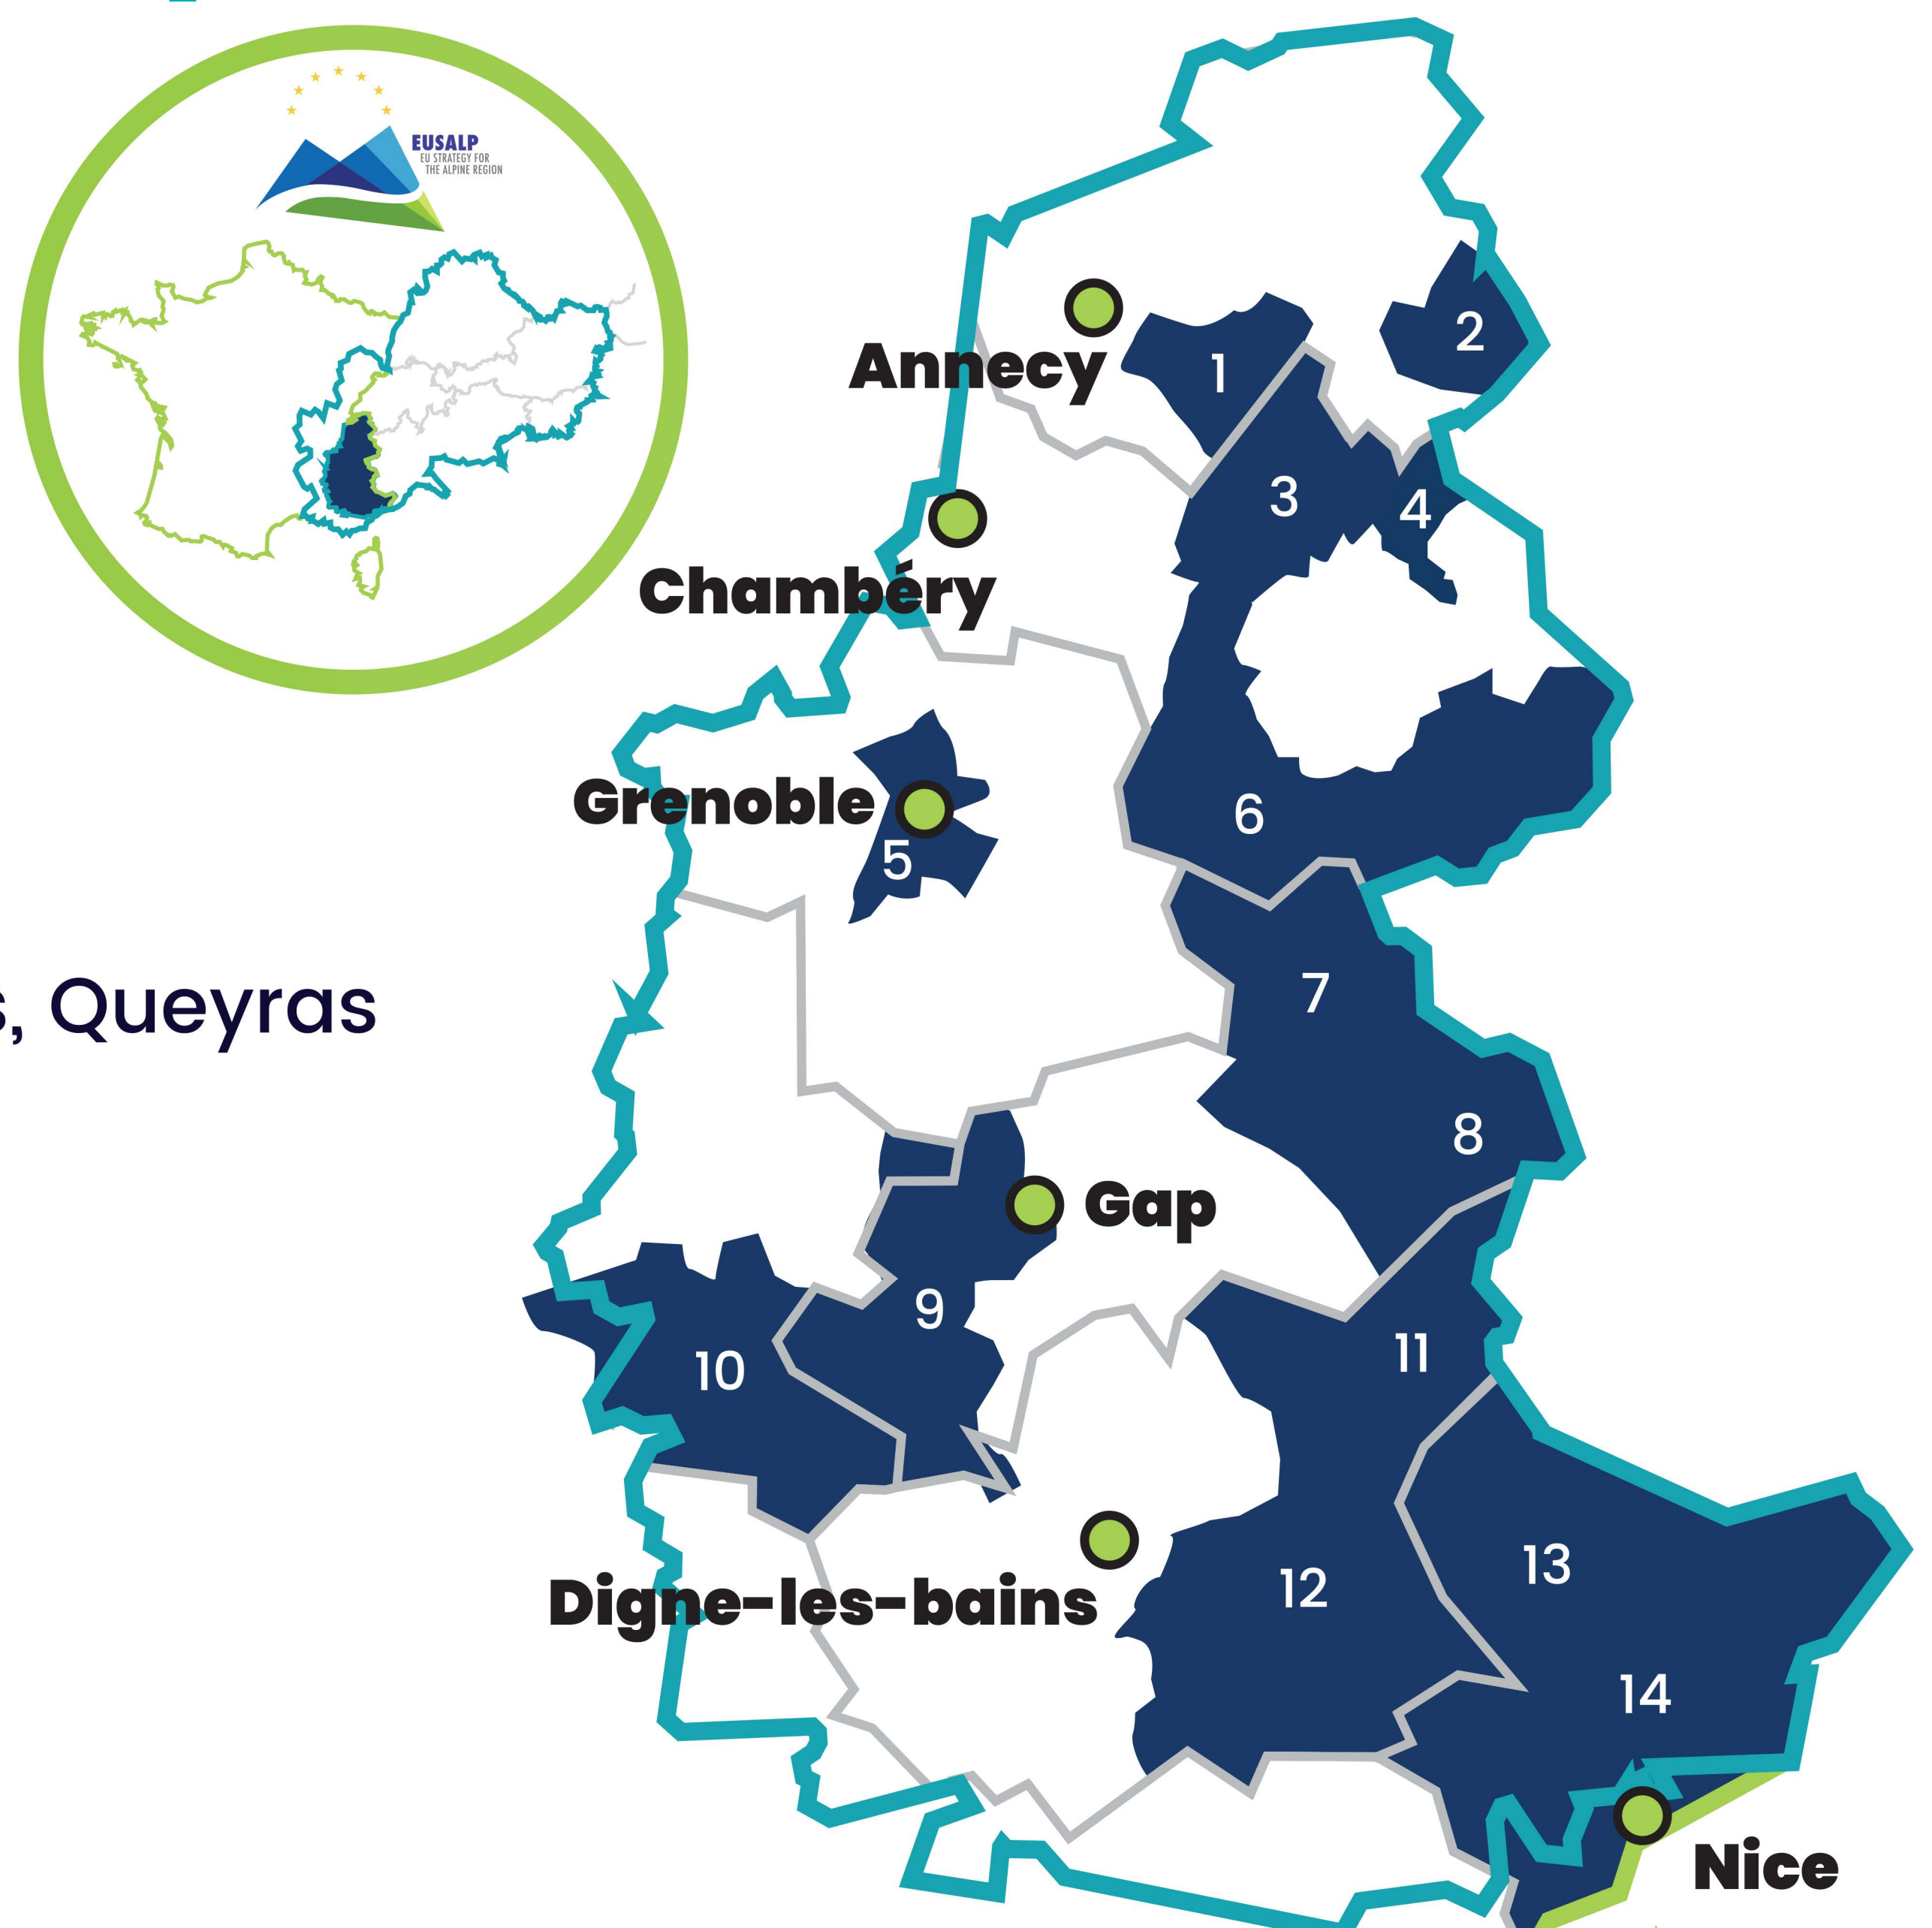 EUSALP
EU STRATEGY FOR
THE ALPINE REGION
2
Annecy
1
3
4
Chambéry
Grenoble
6
5
7
, Queyras
8
Gap
9
11
10
13
12
Digne-les-bains
14
Nice